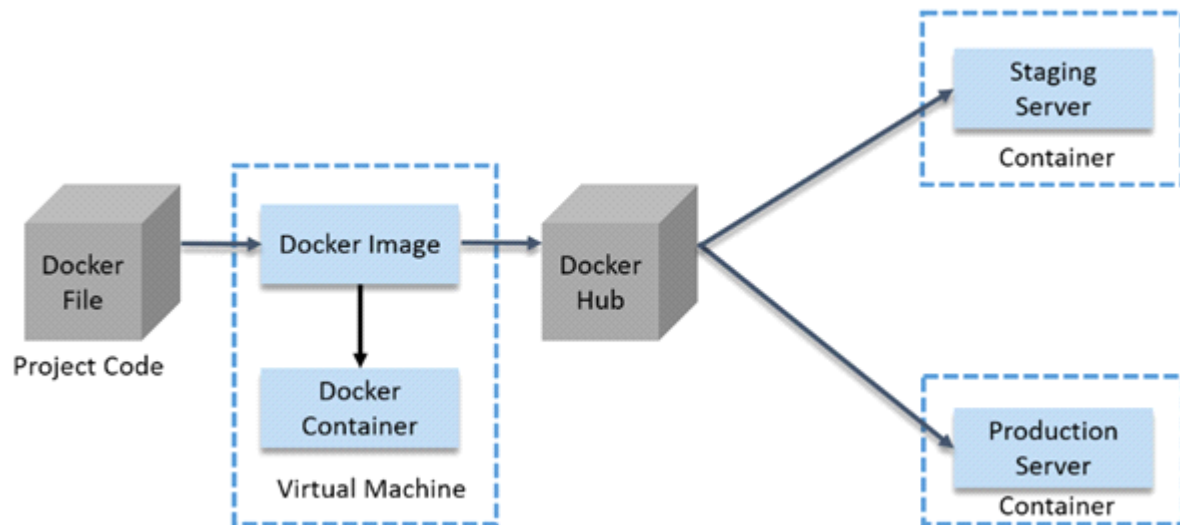 Docker
File
Project Code
Docker Image
Docker
Container
Virtual Machine
Docker
Hub
Staging
Server
Container
Production
Server
Container